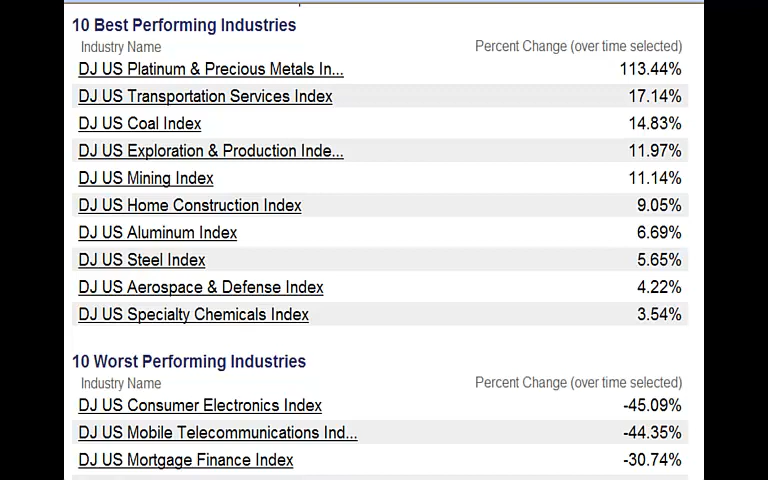 10 Best Performing Industries
Industry Name Percent Change (over time selected)
DJ US Platinum & Precious Metals In... 113.44%
DJ US Transportation Services Index 17.14%
DJ US Coal Index 14.83%
DJ US Exploration & Production Inde... 11.97%
DJ US Mining Index 11.14%
DJ US Home Construction Index 9.05%
DJ US Aluminum Index 6.69%
DJ US Steel Index 5.65%
DJ US Aerospace & Defense Index 4.22%
DJ US Specialty Chemicals Index 3.54%
10 Worst Performing Industries
Industry Name Percent Change (over time selected)
DJ US Consumer Electronics Index -45.09%
DJ US Mobile Telecommunications Ind... -44.35%
DJ US Mortgage Finance Index -30.74%